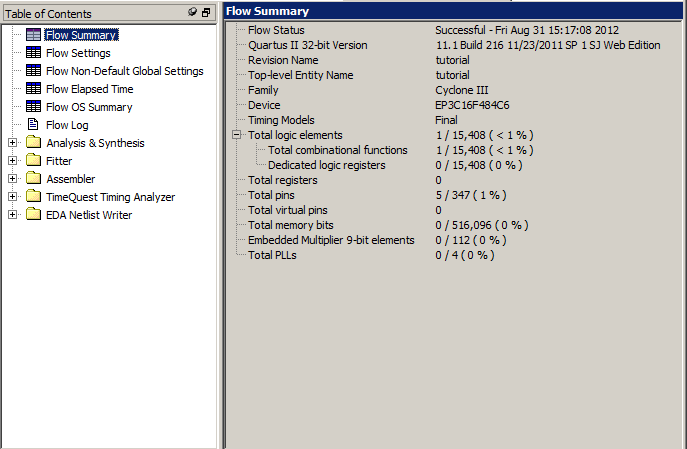 Table of Contents
Flow Summary
Flow Settings
Flow Non-Default Global Settings
Flow Elapsed Time
Flow OS Summary
Flow Log
Analysis & Synthesis
Fitter
Assembler
TimeQuest Timing Analyzer
EDA Netlist Writer
Flow Summary
Flow Status Successful - Fri Aug 31 15:17:08 2012
Quartus II 32-bit Version 11.1 Build 216 11/23/2011 SP 1 SJ Web Edition
Revision Name tutorial
Top-level Entity Name tutorial
Family Cyclone III
Device EP3C16F484C6
Timing Models Final
Total logic elements 1 / 15,408 ( < 1 % )
Total combinational functions 1 / 15,408 ( < 1 % )
Dedicated logic registers 0 / 15,408 ( 0 % )
Total registers 0
Total pins 5 / 347 ( 1 % )
Total virtual pins 0
Total memory bits 0 / 516,096 ( 0 % )
Embedded Multiplier 9-bit elements 0 / 112 ( 0 % )
Total PLLs 0 / 4 ( 0 % )